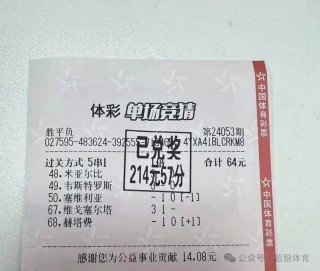 体彩 单场竞猜
胜平负 第24053期
027595-483624-39255 4YXA41BLCRKM8
过关方式 5串1 合计 64元
已兑奖
214元57分
48.米亚尔比
49.韦斯特罗斯
50.塞维利亚 - 1 0 [-1]
67.维戈塞尔塔 3 1 -
68.赫塔费 - 1 0 [+1]
感谢您为公益事业贡献 14.08元
中国体育彩票
中国体育彩票
公众号·超脱体育